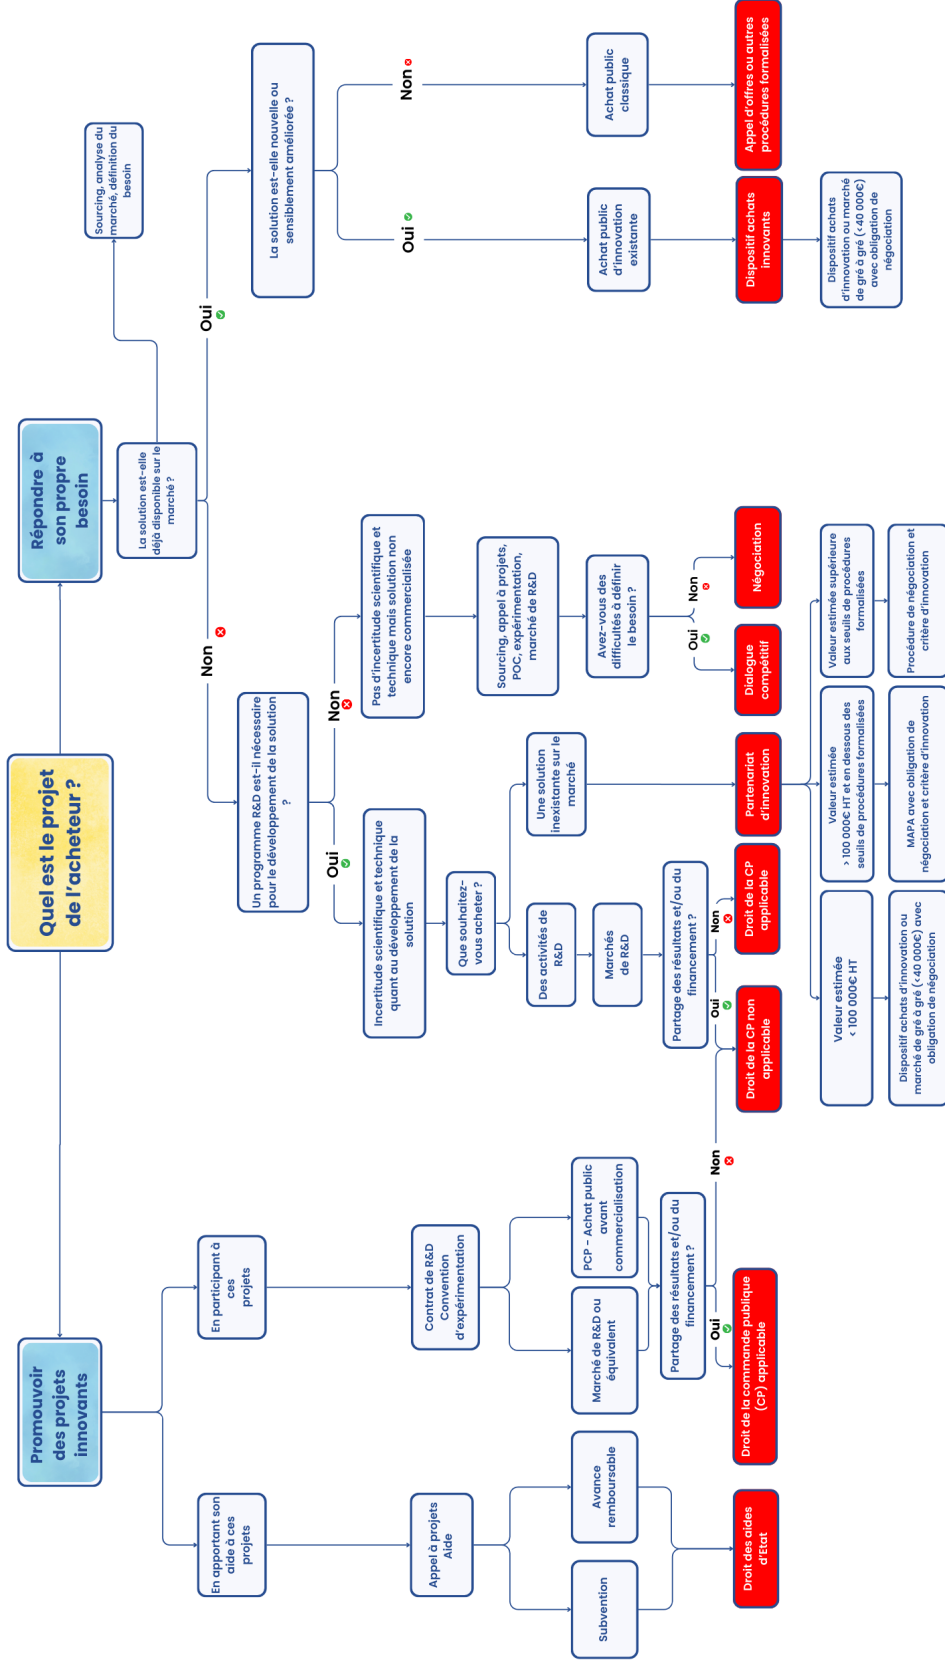 Quel est le projet
de l'acheteur ?
Promouvoir
des projets
innovants
Répondre à
son propre
besoin
En apportant son
aide à ces
projets
En participant à
ces
projets
Appel à projets
Aide
Contrat de R&D
Convention
d'expérimentation
Subvention
Avance
remboursable
Marché de R&D ou
équivalent
PCP - Achat public
avant
commercialisation
Partage des résultats et/ou du
financement ?
Oui
Non
Droit des aides
d'Etat
Droit de la commande publique
(CP) applicable
La solution est-elle
déjà disponible sur le
marché ?
Sourcing, analyse du
marché, définition du
besoin
Non
Oui
Un programme R&D est-il nécessaire
pour le développement de la solution
?
Oui
Non
Incertitude scientifique et technique
quant au développement de la
solution
Que souhaitez-
vous acheter ?
Des activités de
R&D
Marchés
de R&D
Partage des résultats et/ou du
financement ?
Oui
Non
Droit de la CP non
applicable
Droit de la CP
applicable
Une solution
inexistante sur le
marché
Partenariat
d'innovation
Valeur estimée
< 100 000€ HT
Dispositif achats d'innovation ou
marché de gré à gré (<40 000€) avec
obligation de négociation
Valeur estimée
> 100 000€ HT et en dessous des
seuils de procédures formalisées
MAPA avec obligation de
négociation et critère d'innovation
Valeur estimée supérieure
aux seuils de procédures
formalisées
Procédure de négociation et
critère d'innovation
Pas d'incertitude scientifique et
technique mais solution non
encore commercialisée
Sourcing, appel à projets,
POC, expérimentation,
marché de R&D
Avez-vous des
difficultés à définir
le besoin ?
Oui
Non
Dialogue
compétitif
Négociation
La solution est-elle nouvelle ou
sensiblement améliorée ?
Oui
Non
Achat public
d'innovation
existante
Dispositif achats
innovants
Dispositif achats
d'innovation ou marché
de gré à gré (<40 000€)
avec obligation de
négociation
Achat public
classique
Appel d'offres ou autres
procédures formalisées